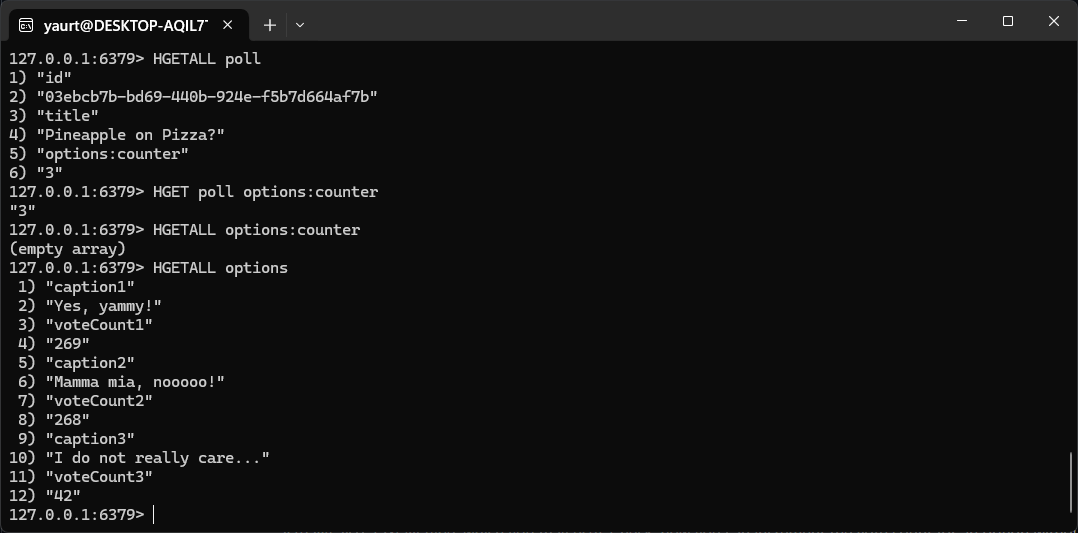 yaurt@DESKTOP-AQIL7
127.0.0.1:6379> HGETALL poll
1) "id"
2) "03ebcb7b-bd69-440b-924e-f5b7d664af7b"
3) "title"
4) "Pineapple on Pizza?"
5) "options:counter"
6) "3"
127.0.0.1:6379> HGET poll options:counter
"3"
127.0.0.1:6379> HGETALL options:counter
(empty array)
127.0.0.1:6379> HGETALL options
 1) "caption1"
 2) "Yes, yammy!"
 3) "voteCount1"
 4) "269"
 5) "caption2"
 6) "Mamma mia, nooooo!"
 7) "voteCount2"
 8) "268"
 9) "caption3"
10) "I do not really care..."
11) "voteCount3"
12) "42"
127.0.0.1:6379>